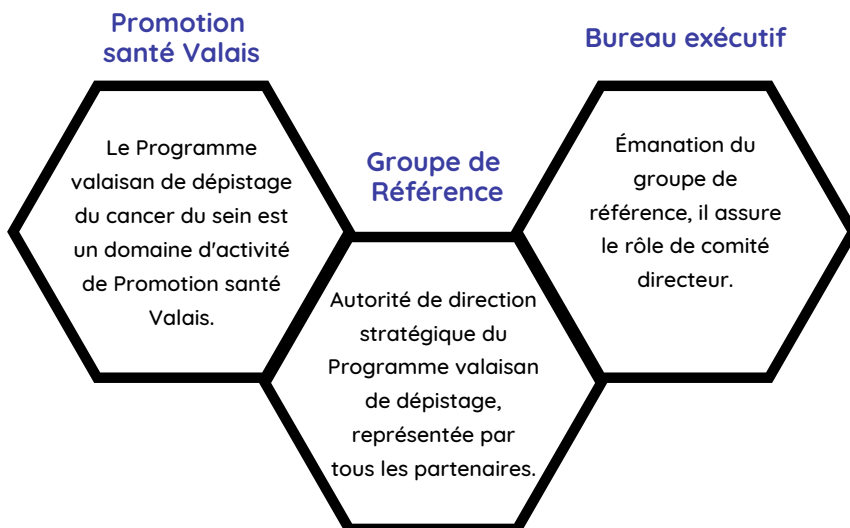 Promotion
santé Valais
Le Programme
valaisan de dépistage
du cancer du sein est
un domaine d'activité
de Promotion santé
Valais.
Groupe de
Référence
Autorité de direction
stratégique du
Programme valaisan
de dépistage,
représentée par
tous les partenaires.
Bureau exécutif
Émanation du
groupe de
référence, il assure
le rôle de comité
directeur.